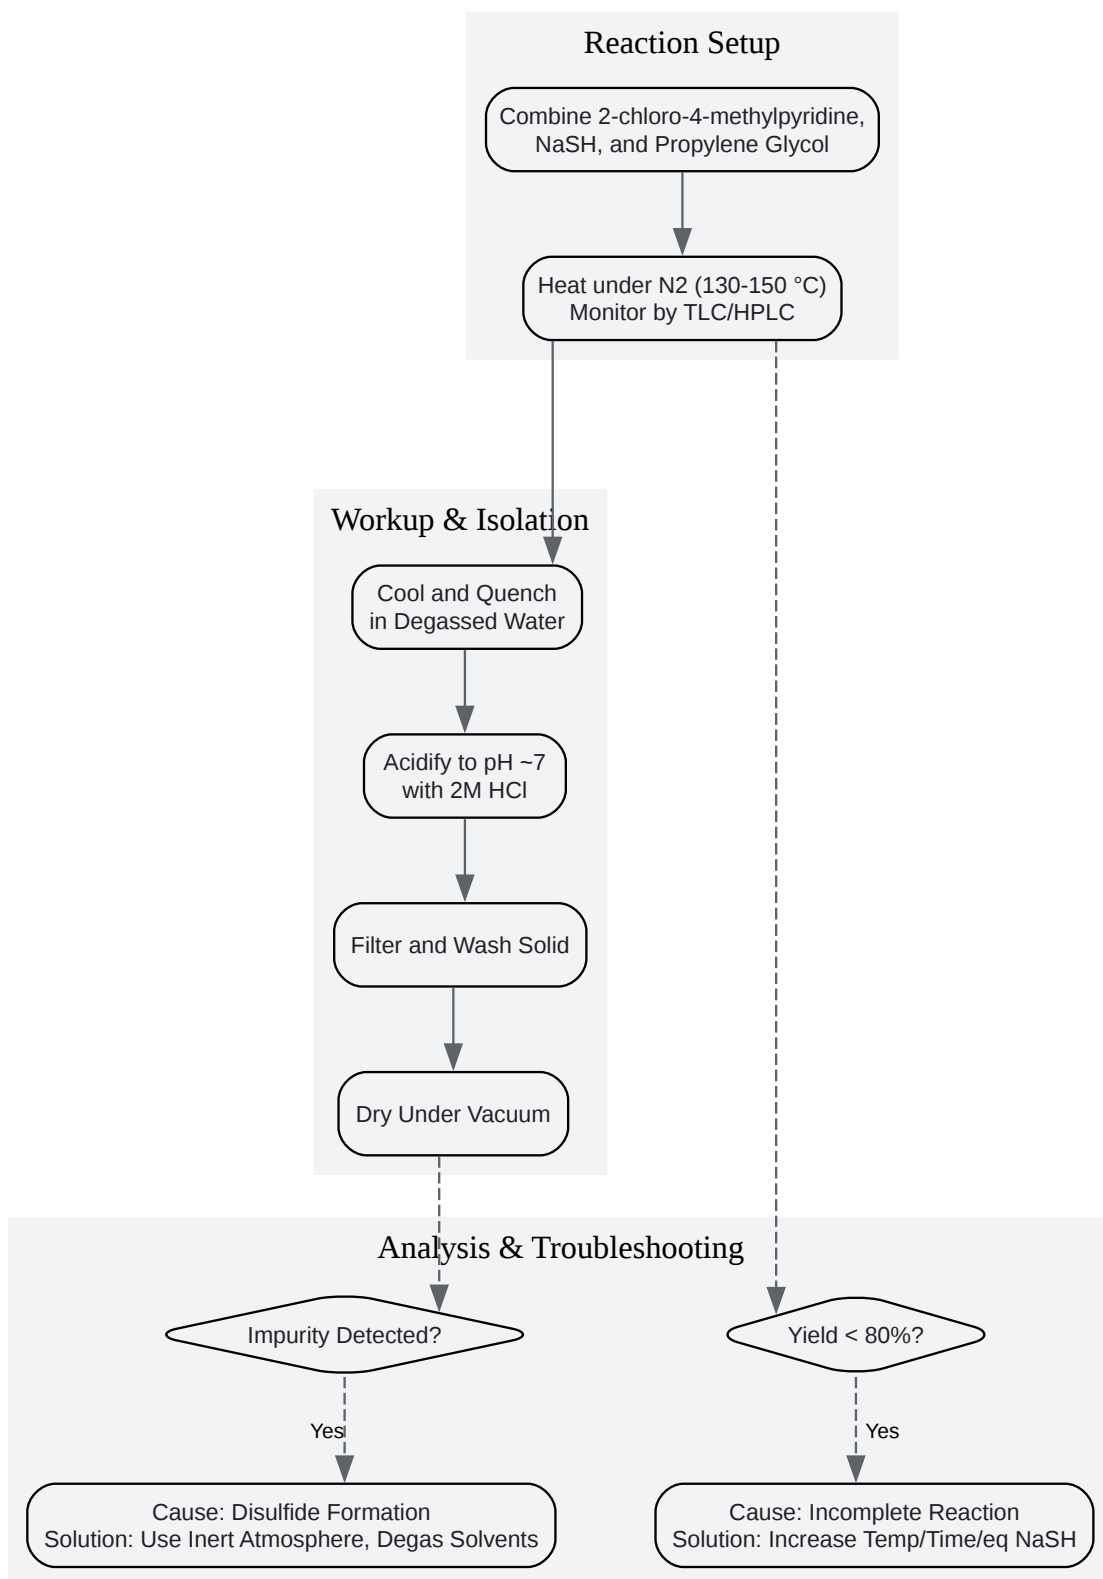 Reaction Setup
Combine 2-chloro-4-methylpyridine,
NaSH, and Propylene Glycol
Heat under N2 (130-150 °C)
Monitor by TLC/HPLC
Workup & Isolation
Cool and Quench
in Degassed Water
Acidify to pH ~7
with 2M HCl
Filter and Wash Solid
Dry Under Vacuum
Analysis & Troubleshooting
Impurity Detected?
Yield < 80%?
Yes
Yes
Cause: Disulfide Formation
Solution: Use Inert Atmosphere, Degas Solvents
Cause: Incomplete Reaction
Solution: Increase Temp/Time/eq NaSH